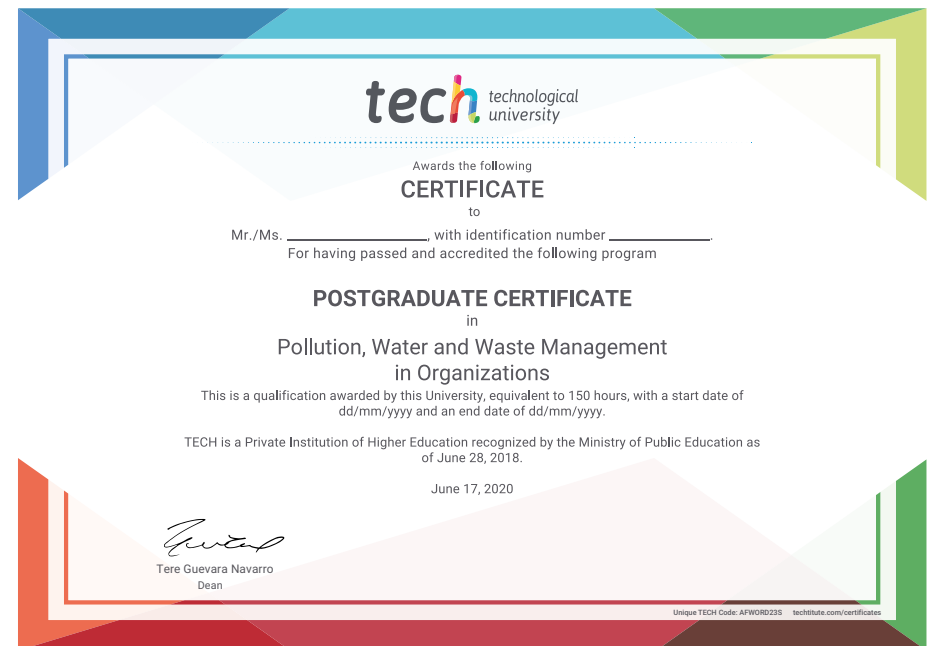 tech technological
university
Awards the following
CERTIFICATE
to
Mr./Ms. ____________, with identification number ____________.
For having passed and accredited the following program
POSTGRADUATE CERTIFICATE
in
Pollution, Water and Waste Management
in Organizations
This is a qualification awarded by this University, equivalent to 150 hours, with a start date of
dd/mm/yyyy and an end date of dd/mm/yyyy.
TECH is a Private Institution of Higher Education recognized by the Ministry of Public Education as
of June 28, 2018.
June 17, 2020
Tere Guevara Navarro
Dean
Unique TECH Code: AFWORD23S techtitute.com/certificates